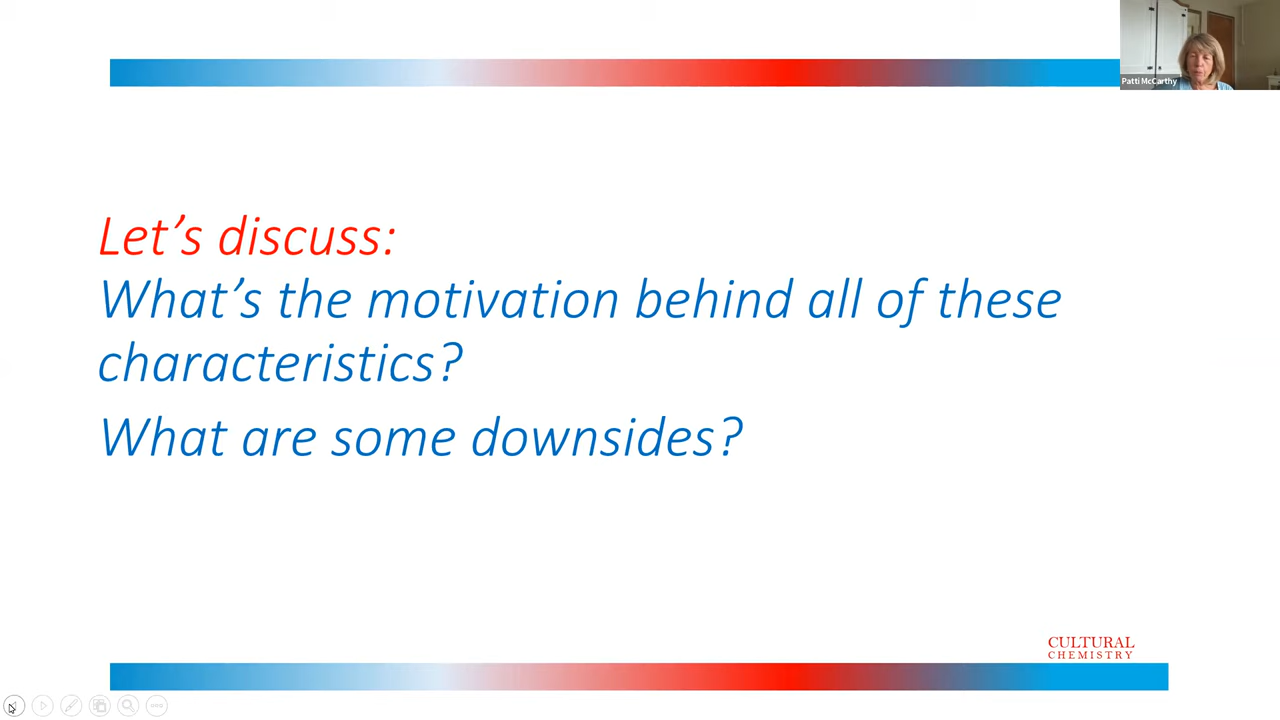 Patti McCarthy
Let’s discuss:
What’s the motivation behind all of these
characteristics?
What are some downsides?
CULTURAL
CHEMISTRY